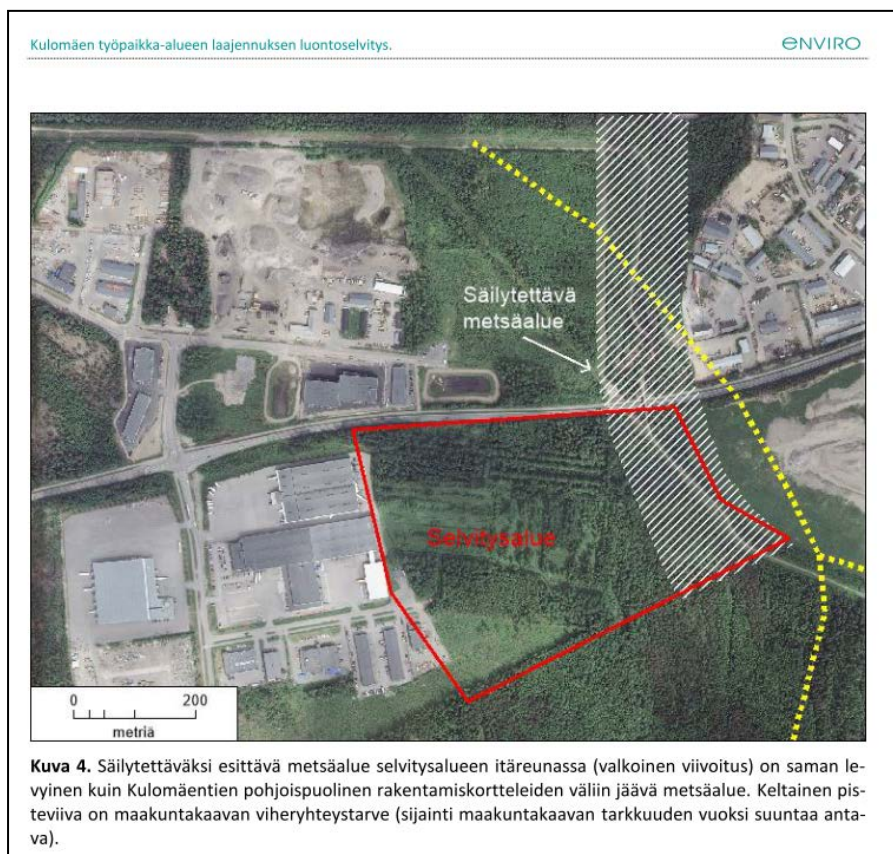 Kulomäen työpaikka-alueen laajennuksen luontoselvitys.
enviro
Säilytettävä
metsäalue
Selvitysalue
0 200
metriä
Kuva 4. Säilytettäväksi esittävä metsäalue selvitysalueen itäreunassa (valkoinen viivoitus) on saman le-
vyinen kuin Kulomäentien pohjoispuolinen rakentamiskortteleiden väliin jäävä metsäalue. Keltainen pis-
teviiva on maakuntakaavan viheryhteystarve (sijainti maakuntakaavan tarkkuuden vuoksi suuntaa anta-
va).